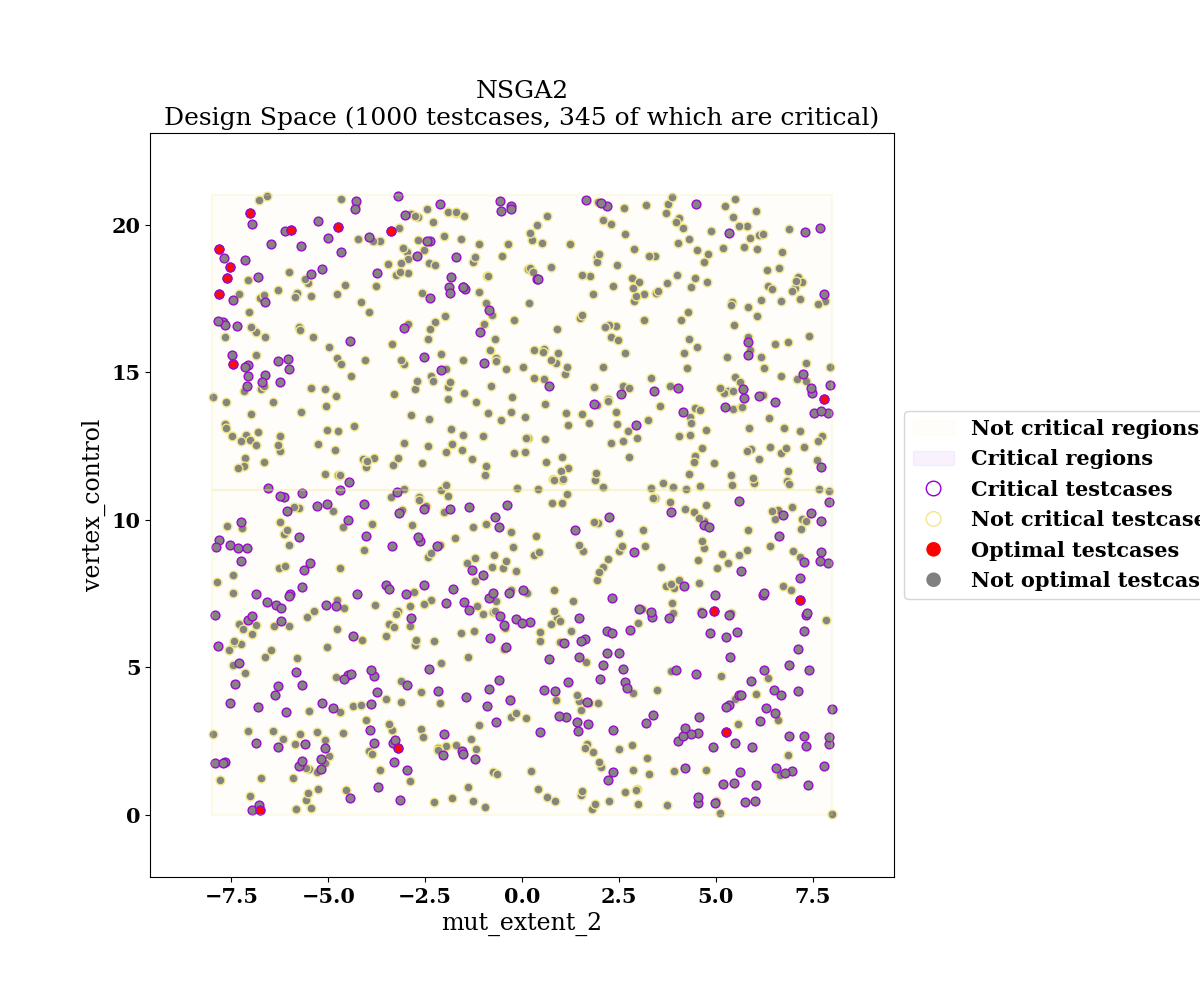 NSGA2
Design Space (1000 testcases, 345 of which are critical)
20
15
10
5
0
vertex_control
−7.5 −5.0 −2.5 0.0 2.5 5.0 7.5
mut_extent_2
Not critical regions
Critical regions
Critical testcases
Not critical testcase
Optimal testcases
Not optimal testcas